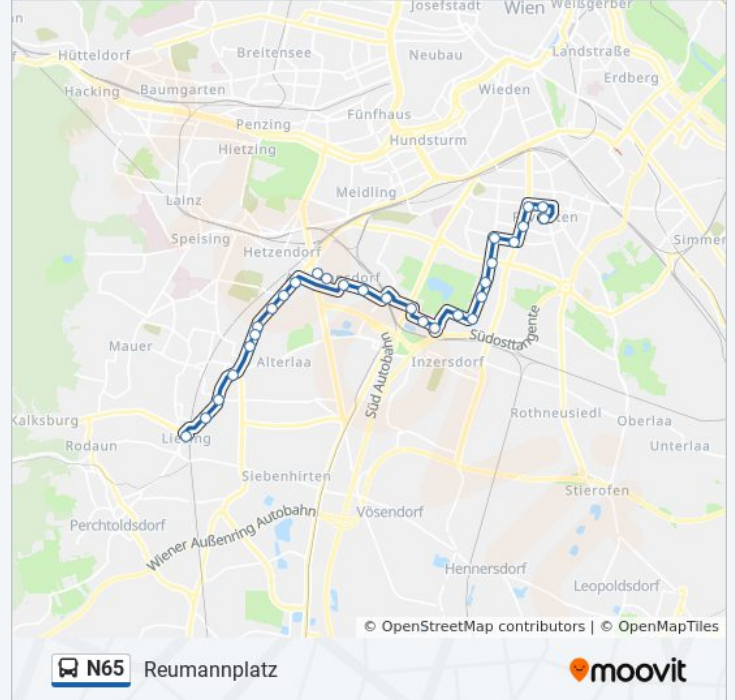 Josefstadt
Wien
Weißgerber
Hütteldorf
Breitensee
Neubau
Landstraße
Hacking
Baumgarten
Wieden
Erdberg
Penzing
Fünfhaus
Hundsturm
Hietzing
Meidling
Lainz
Speising
Hetzendorf
Simmer
Südosttangente
Mauer
Alterlaa
Süd Autobahn
Inzersdorf
Kalksburg
Rothneusiedl
Oberlaa
Rodaun
Unterlaa
Siebenhirten
Stierofen
Perchtoldsdorf
Wiener Außenring Autobahn
Vösendorf
Hennersdorf
Leopoldsdorf
© OpenStreetMap contributors | © OpenMapTiles
N65 Reumannplatz
moovit